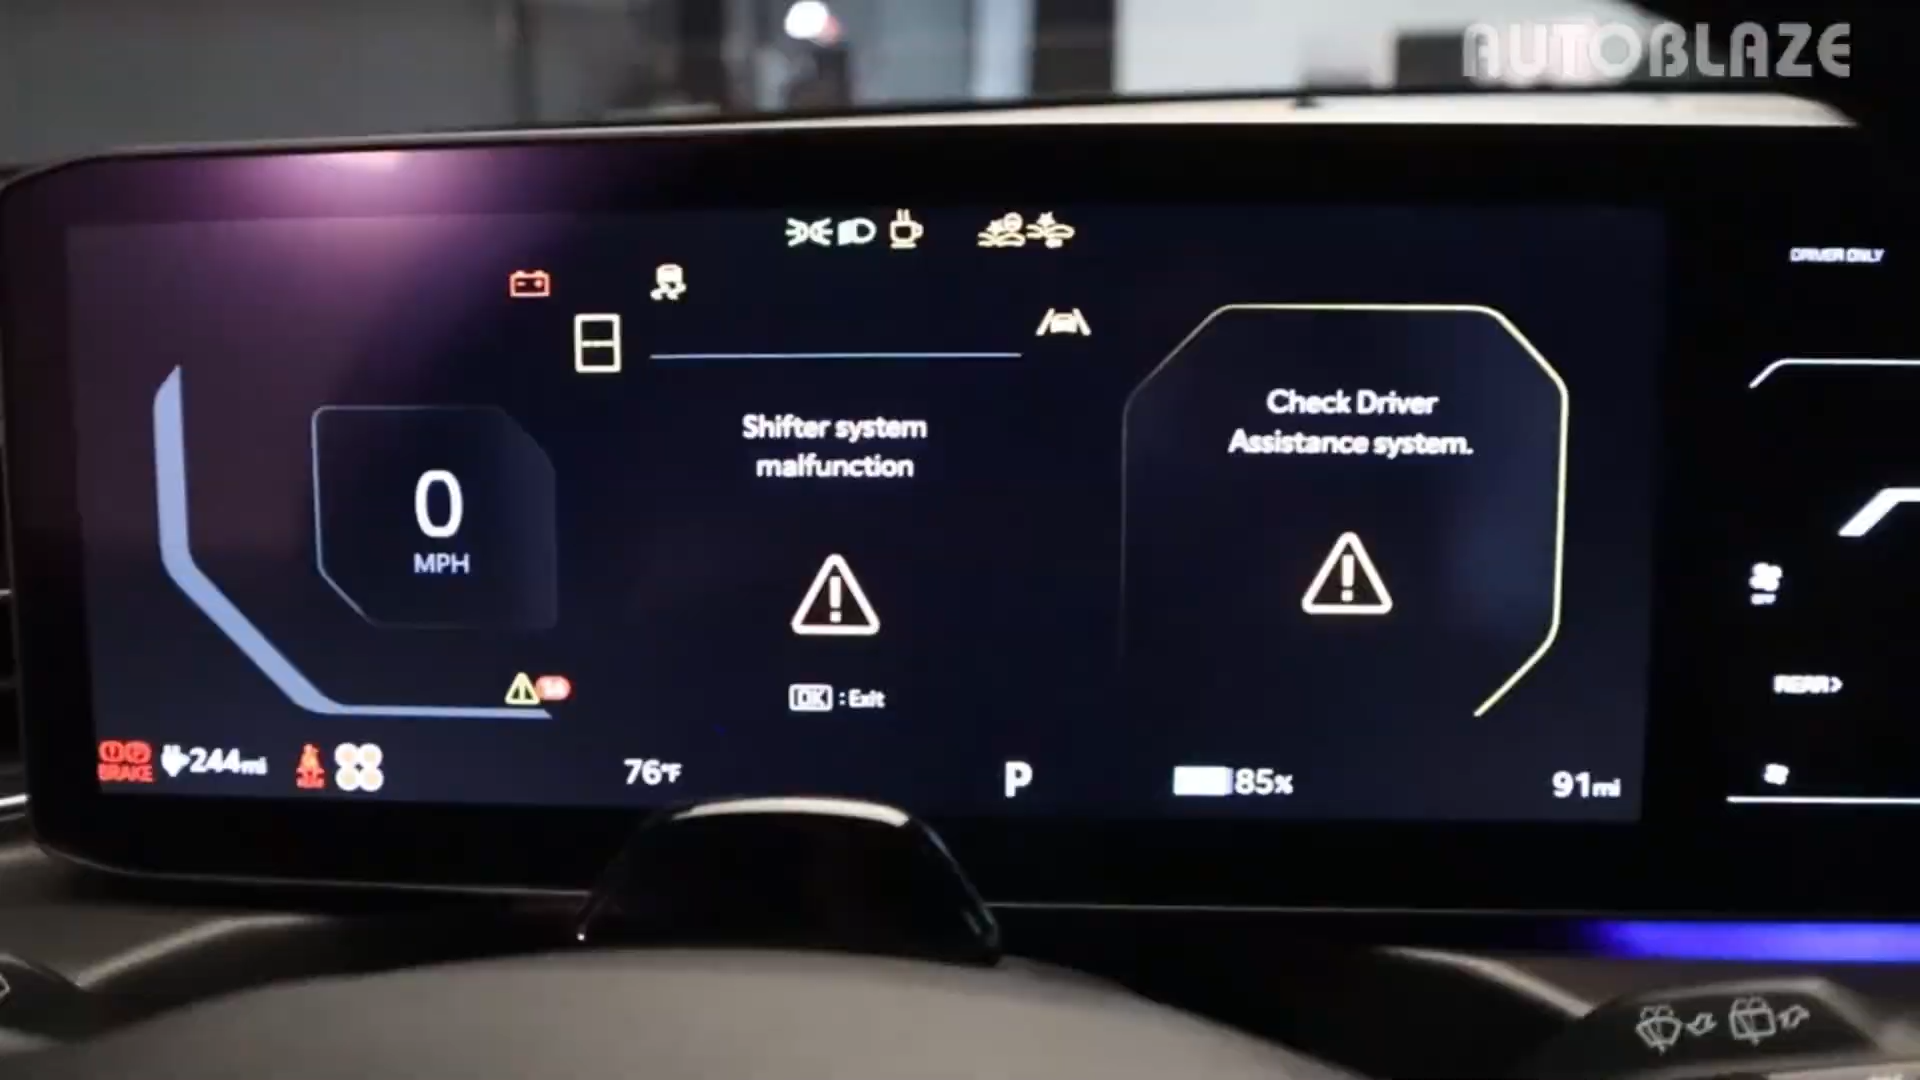 AUTOBLAZE
DRIVER ONLY
Shifter system
malfunction
Check Driver
Assistance system.
0
MPH
OK : Exit
REAR>
BRAKE
244mi
76°F
P
85%
91mi